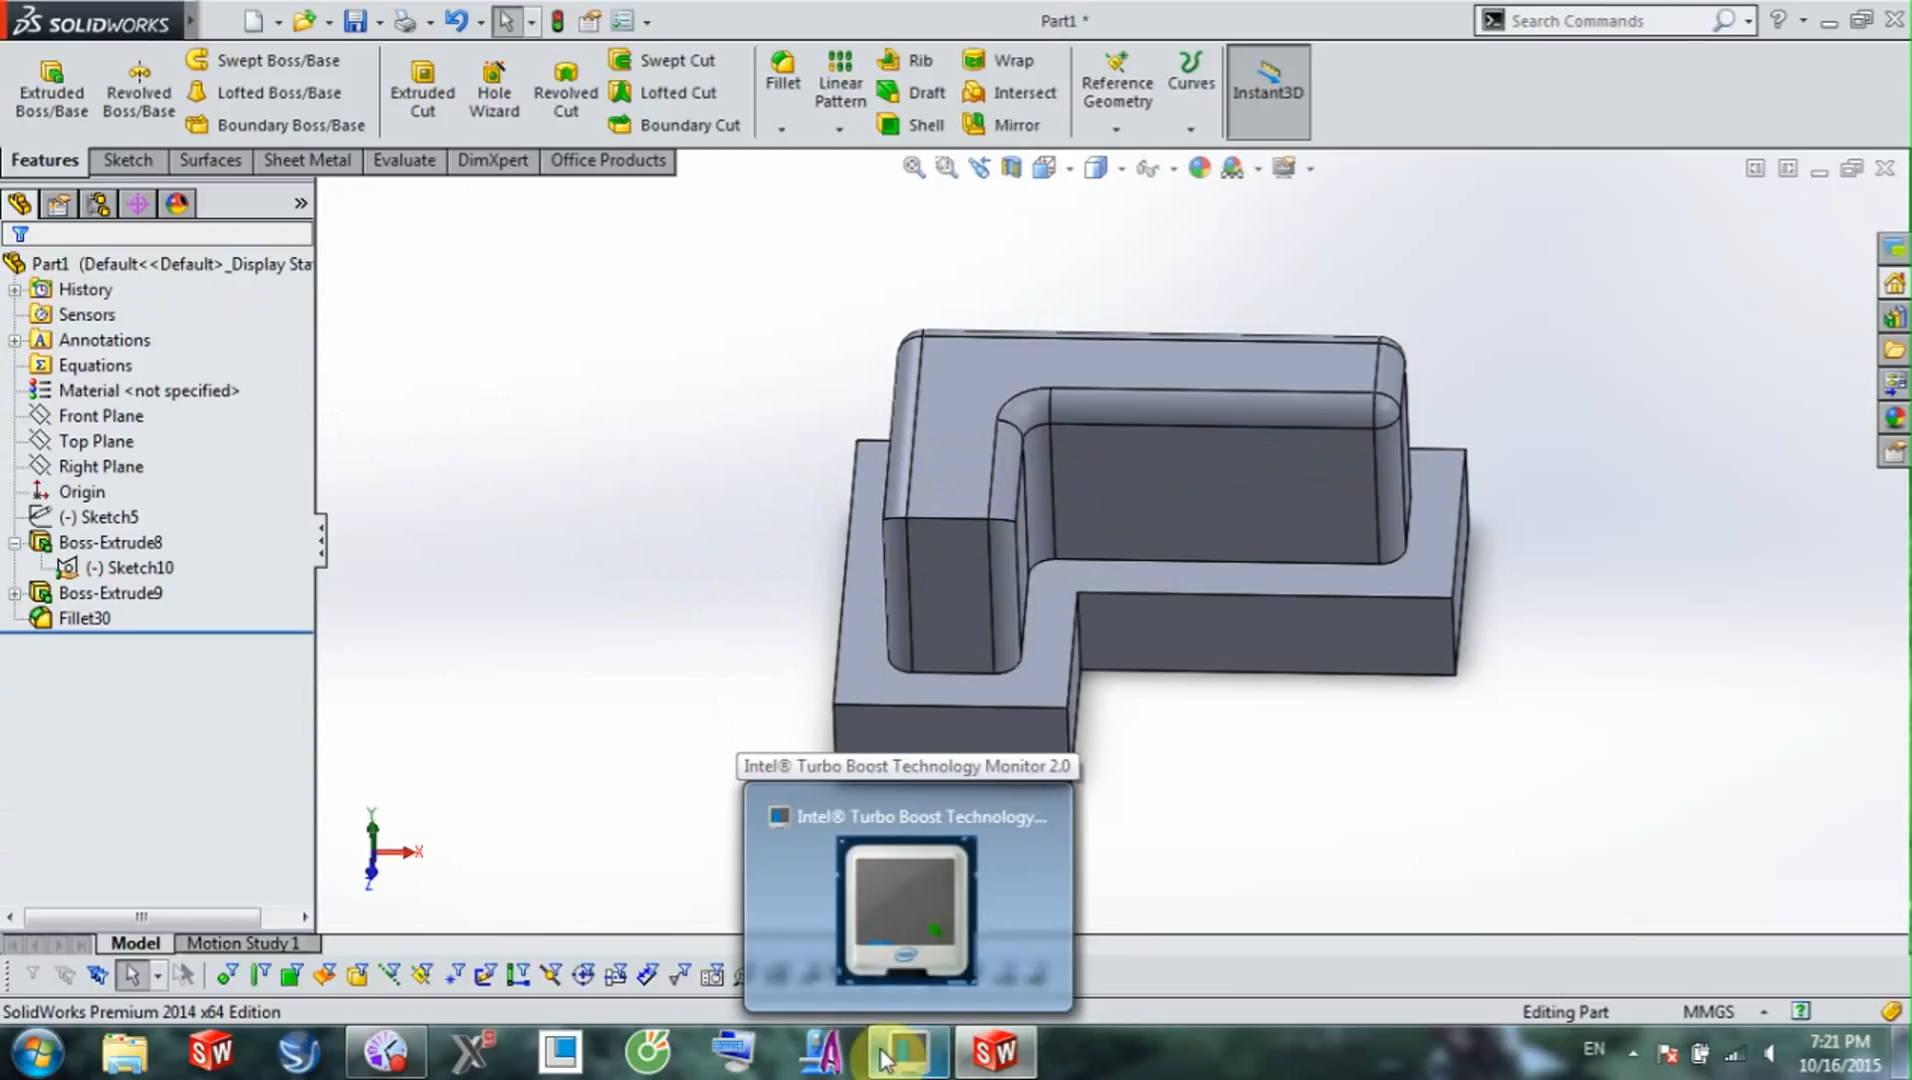 SOLIDWORKS
Part1 *
Search Commands
Extruded Boss/Base
Revolved Boss/Base
Swept Boss/Base
Lofted Boss/Base
Boundary Boss/Base
Extruded Cut
Hole Wizard
Revolved Cut
Swept Cut
Lofted Cut
Boundary Cut
Fillet
Linear Pattern
Rib
Draft
Shell
Wrap
Intersect
Mirror
Reference Geometry
Curves
Instant3D
Features
Sketch
Surfaces
Sheet Metal
Evaluate
DimXpert
Office Products
Part1 (Default<<Default>_Display Sta
History
Sensors
Annotations
Equations
Material <not specified>
Front Plane
Top Plane
Right Plane
Origin
(-) Sketch5
Boss-Extrude8
(-) Sketch10
Boss-Extrude9
Fillet30
Y
X
Z
Intel® Turbo Boost Technology Monitor 2.0
Intel® Turbo Boost Technology...
intel
Model
Motion Study 1
SolidWorks Premium 2014 x64 Edition
Editing Part
MMGS
SW
SW
EN
7:21 PM
10/16/2015